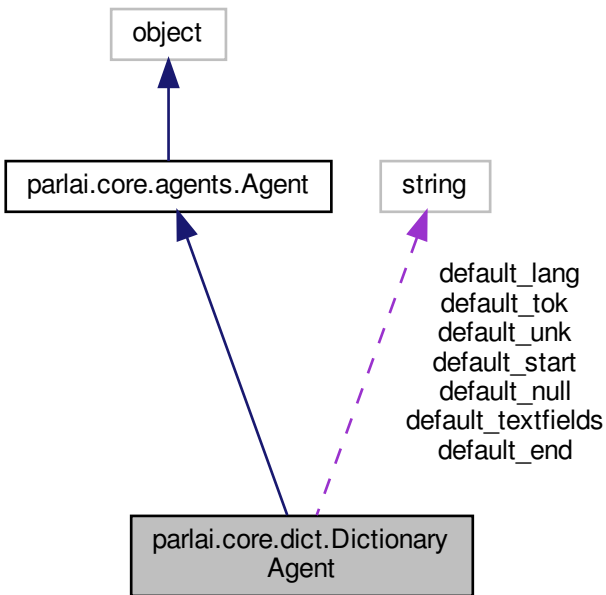 object
parlai.core.agents.Agent
string
default_lang
default_tok
default_unk
default_start
default_null
default_textfields
default_end
parlai.core.dict.Dictionary
Agent